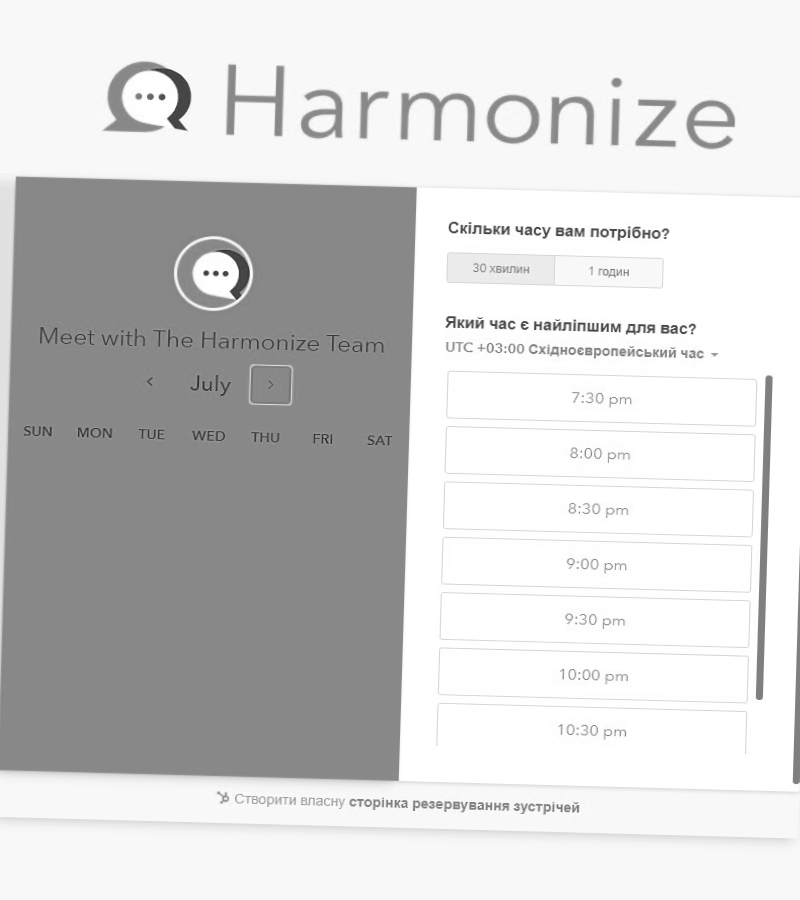 Harmonize
Meet with The Harmonize Team
July
SUN MON TUE WED THU FRI SAT
Скільки часу вам потрібно?
30 хвилин 1 годин
Який час є найліпшим для вас?
UTC +03:00 Східноєвропейський час
7:30 pm
8:00 pm
8:30 pm
9:00 pm
9:30 pm
10:00 pm
10:30 pm
Створити власну сторінка резервування зустрічей